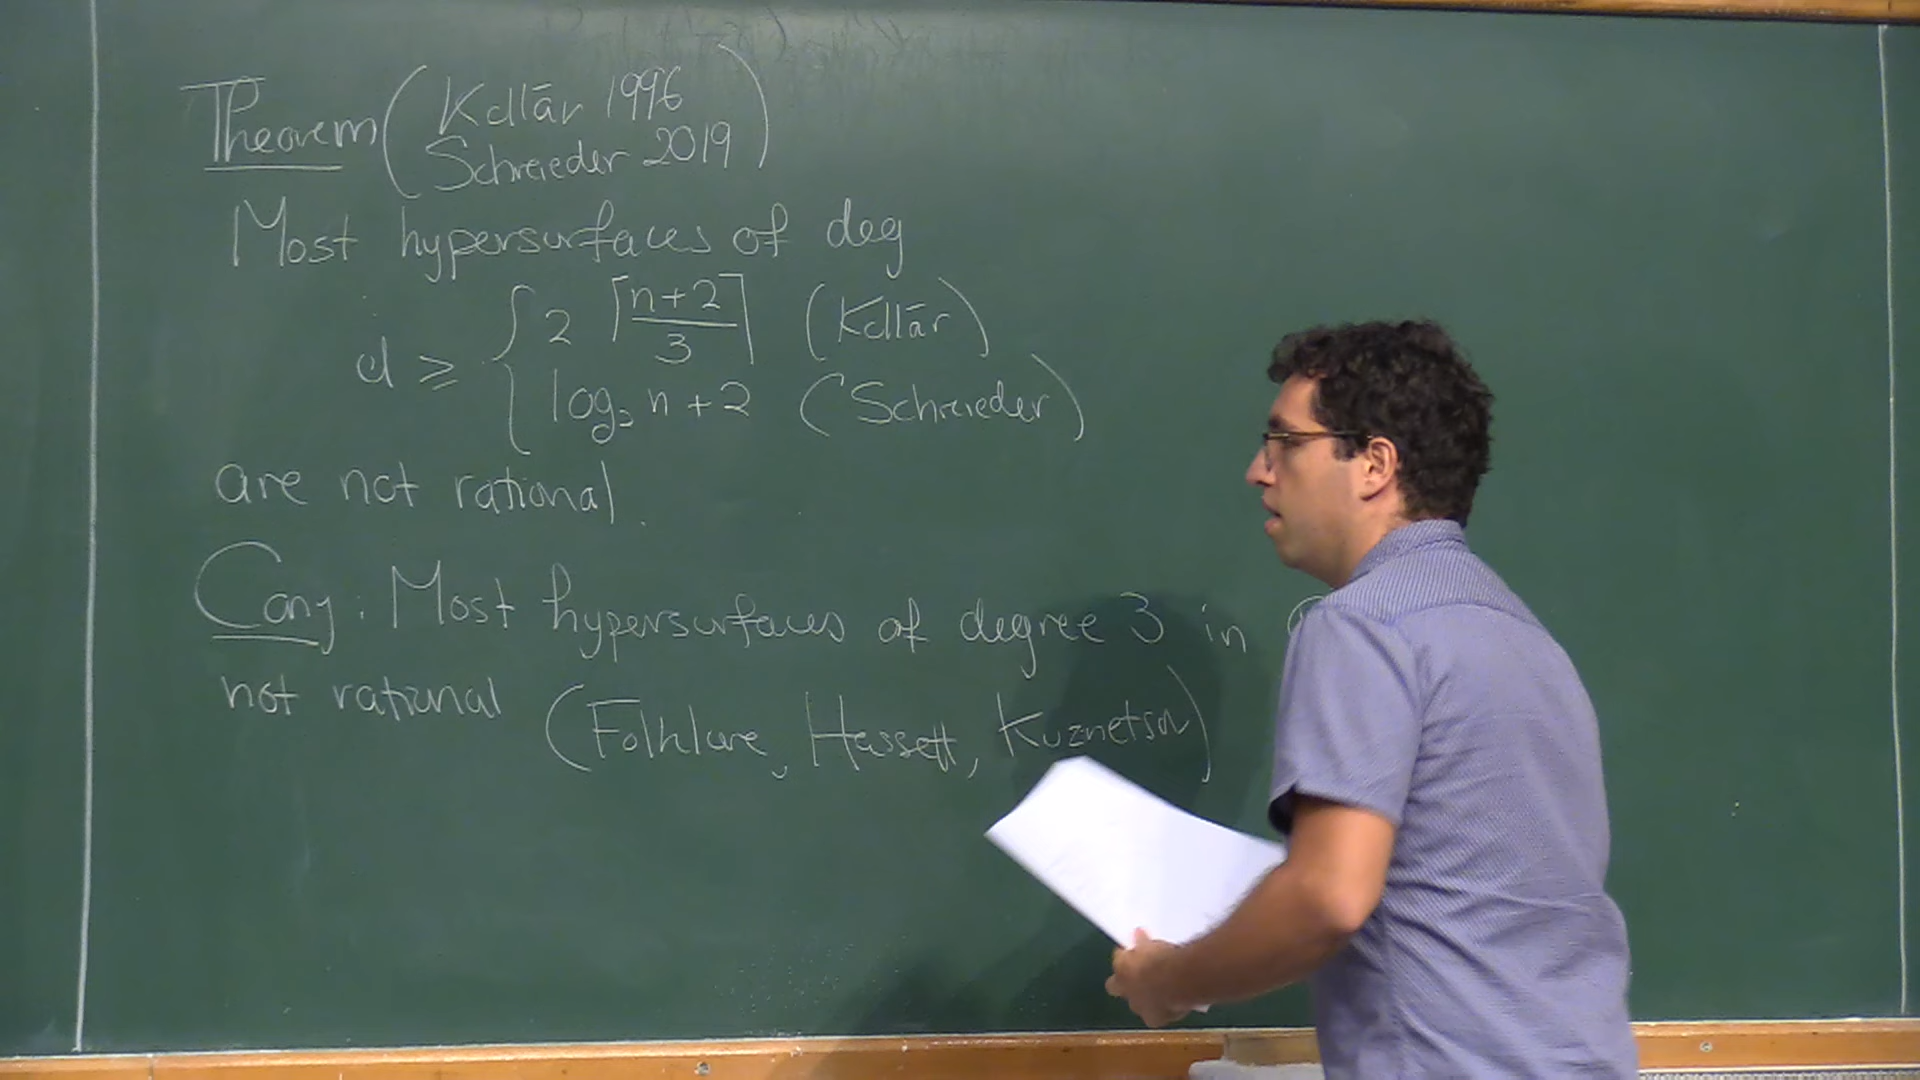 Theorem (Kollár 1996
Schreieder 2019)
Most hypersurfaces of deg
d ≥ { 2 ⌈n+2/3⌉ (Kollár)
log₂ n + 2 (Schreieder)
are not rational.
Conj: Most hypersurfaces of degree 3 in
not rational (Folklore, Hassett, Kuznetsov)